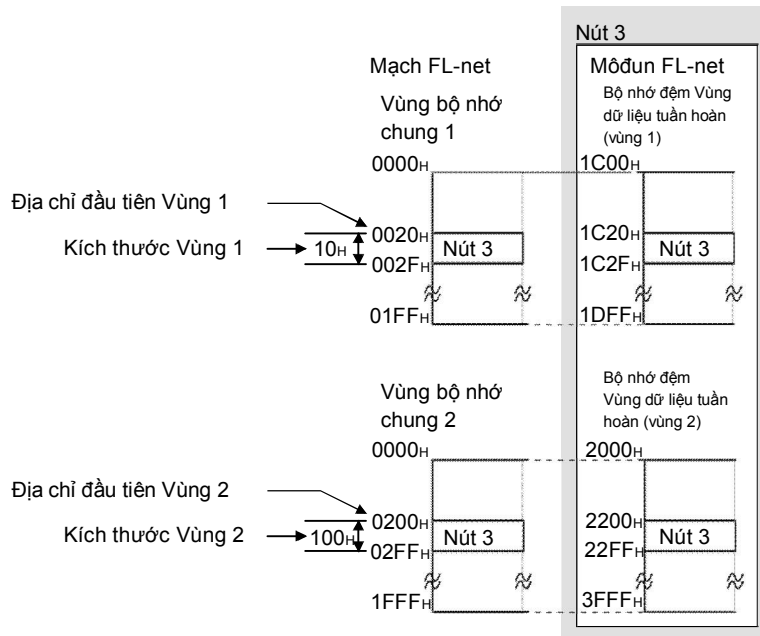 Nút 3
Mạch FL-net
Môđun FL-net
Vùng bộ nhớ
chung 1
Bộ nhớ đệm Vùng
dữ liệu tuần hoàn
(vùng 1)
0000H
1C00H
Địa chỉ đầu tiên Vùng 1
0020H
1C20H
Kích thước Vùng 1
10H
Nút 3
Nút 3
002FH
1C2FH
01FFH
1DFFH
Vùng bộ nhớ
chung 2
Bộ nhớ đệm
Vùng dữ liệu tuần
hoàn (vùng 2)
0000H
2000H
Địa chỉ đầu tiên Vùng 2
0200H
2200H
Kích thước Vùng 2
100H
Nút 3
Nút 3
02FFH
22FFH
1FFFH
3FFFH